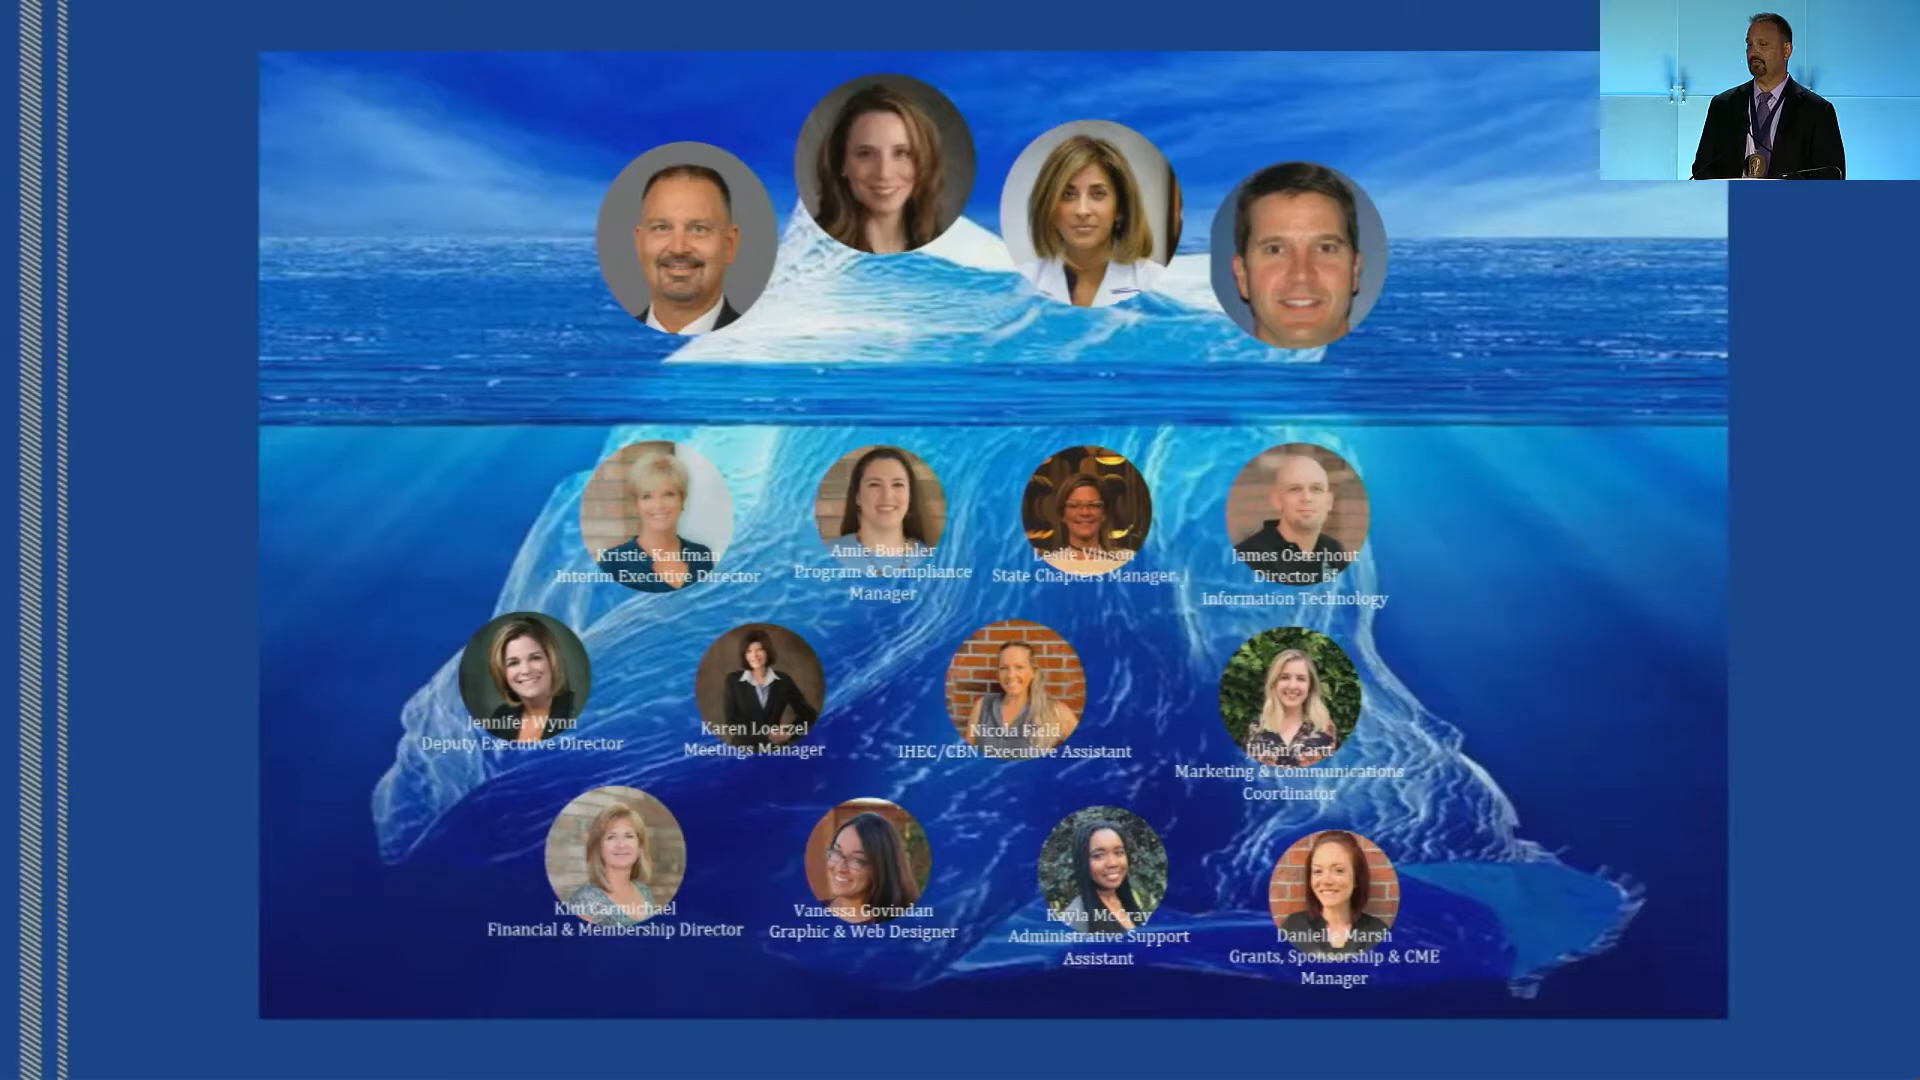 Kristie Kaufman
Interim Executive Director
Amie Buehler
Program & Compliance
Manager
Leslie Vinson
State Chapters Manager
James Osterhout
Director of
Information Technology
Jennifer Wynn
Deputy Executive Director
Karen Loerzel
Meetings Manager
Nicola Field
IHEC/CBN Executive Assistant
Jillian Tartt
Marketing & Communications
Coordinator
Kim Carmichael
Financial & Membership Director
Vanessa Govindan
Graphic & Web Designer
Kayla McCray
Administrative Support
Assistant
Danielle Marsh
Grants, Sponsorship & CME
Manager